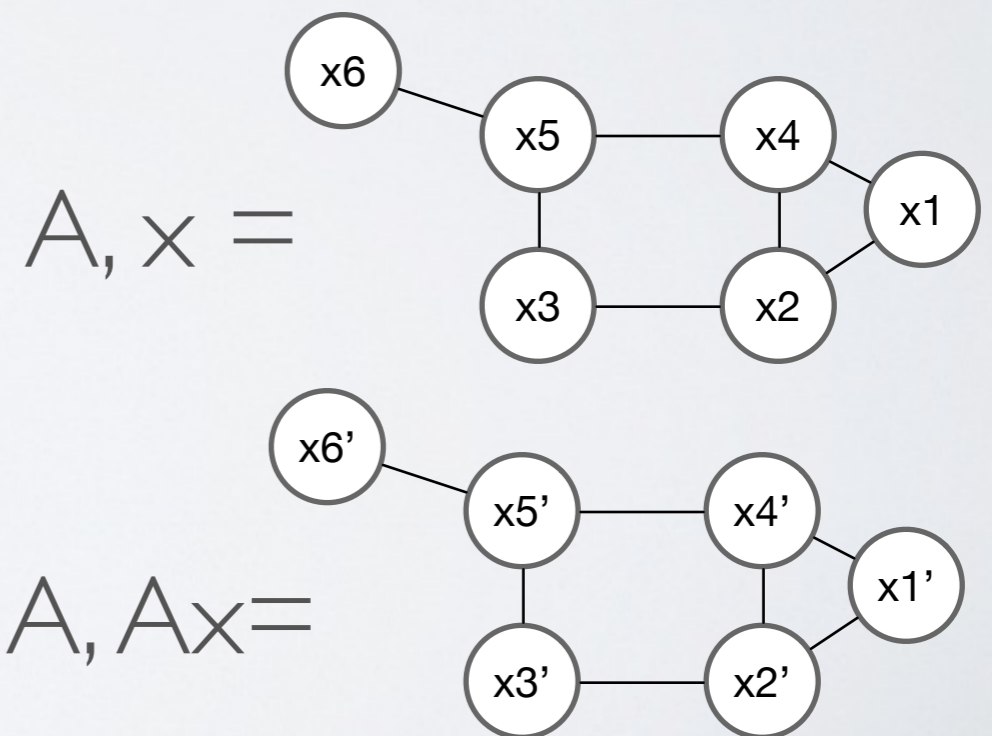 x6
x5
x4
x1
A, x =
x3
x2
x6’
x5’
x4’
x1’
A, Ax=
x3’
x2’